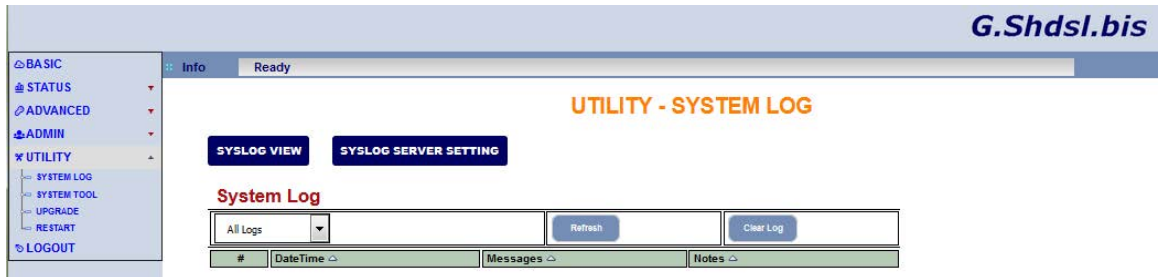 G.Shdsl.bis
BASIC
STATUS
ADVANCED
ADMIN
UTILITY
SYSTEM LOG
SYSTEM TOOL
UPGRADE
RESTART
LOGOUT
Info Ready
UTILITY - SYSTEM LOG
SYSLOG VIEW SYSLOG SERVER SETTING
System Log
All Logs Refresh Clear Log
# DateTime Messages Notes